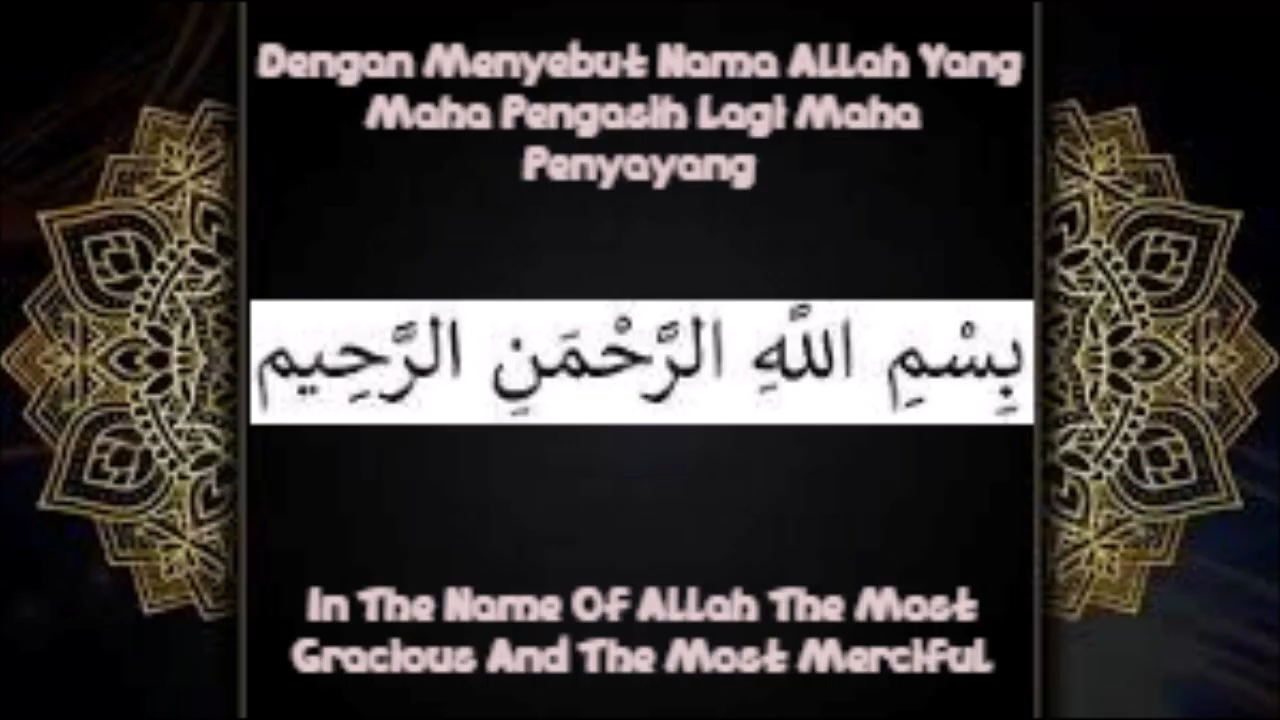 Dengan Menyebut Nama ALLah Yang
Maha Pengasih Lagi Maha
Penyayang
بِسْمِ اللَّهِ الرَّحْمَنِ الرَّحِيم
In The Name Of ALLah The Most
Gracious And The Most MercifuL